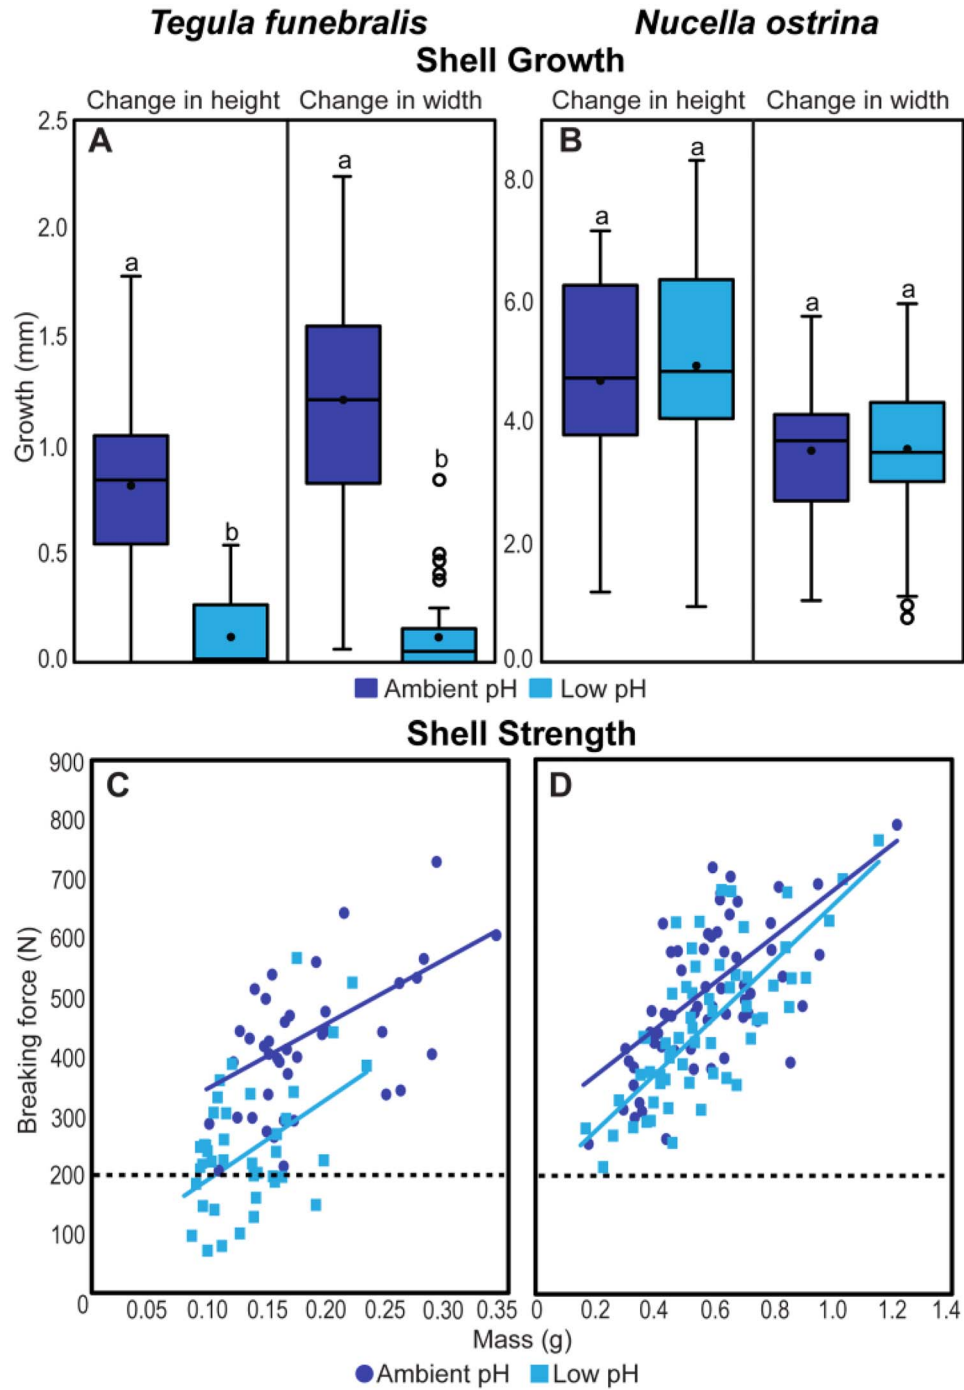 Tegula funebralis Nucella ostrina
Shell Growth
Change in height Change in width Change in height Change in width
A B
Growth (mm)
2.5
2.0
1.5
1.0
0.5
0.0
a
b
a
b
8.0
6.0
4.0
2.0
0.0
a
a
a
a
Ambient pH Low pH
Shell Strength
C D
Breaking force (N)
900
800
700
600
500
400
300
200
100
0 0.05 0.10 0.15 0.20 0.25 0.30 0.35
0 0.2 0.4 0.6 0.8 1.0 1.2 1.4
Mass (g)
Ambient pH Low pH